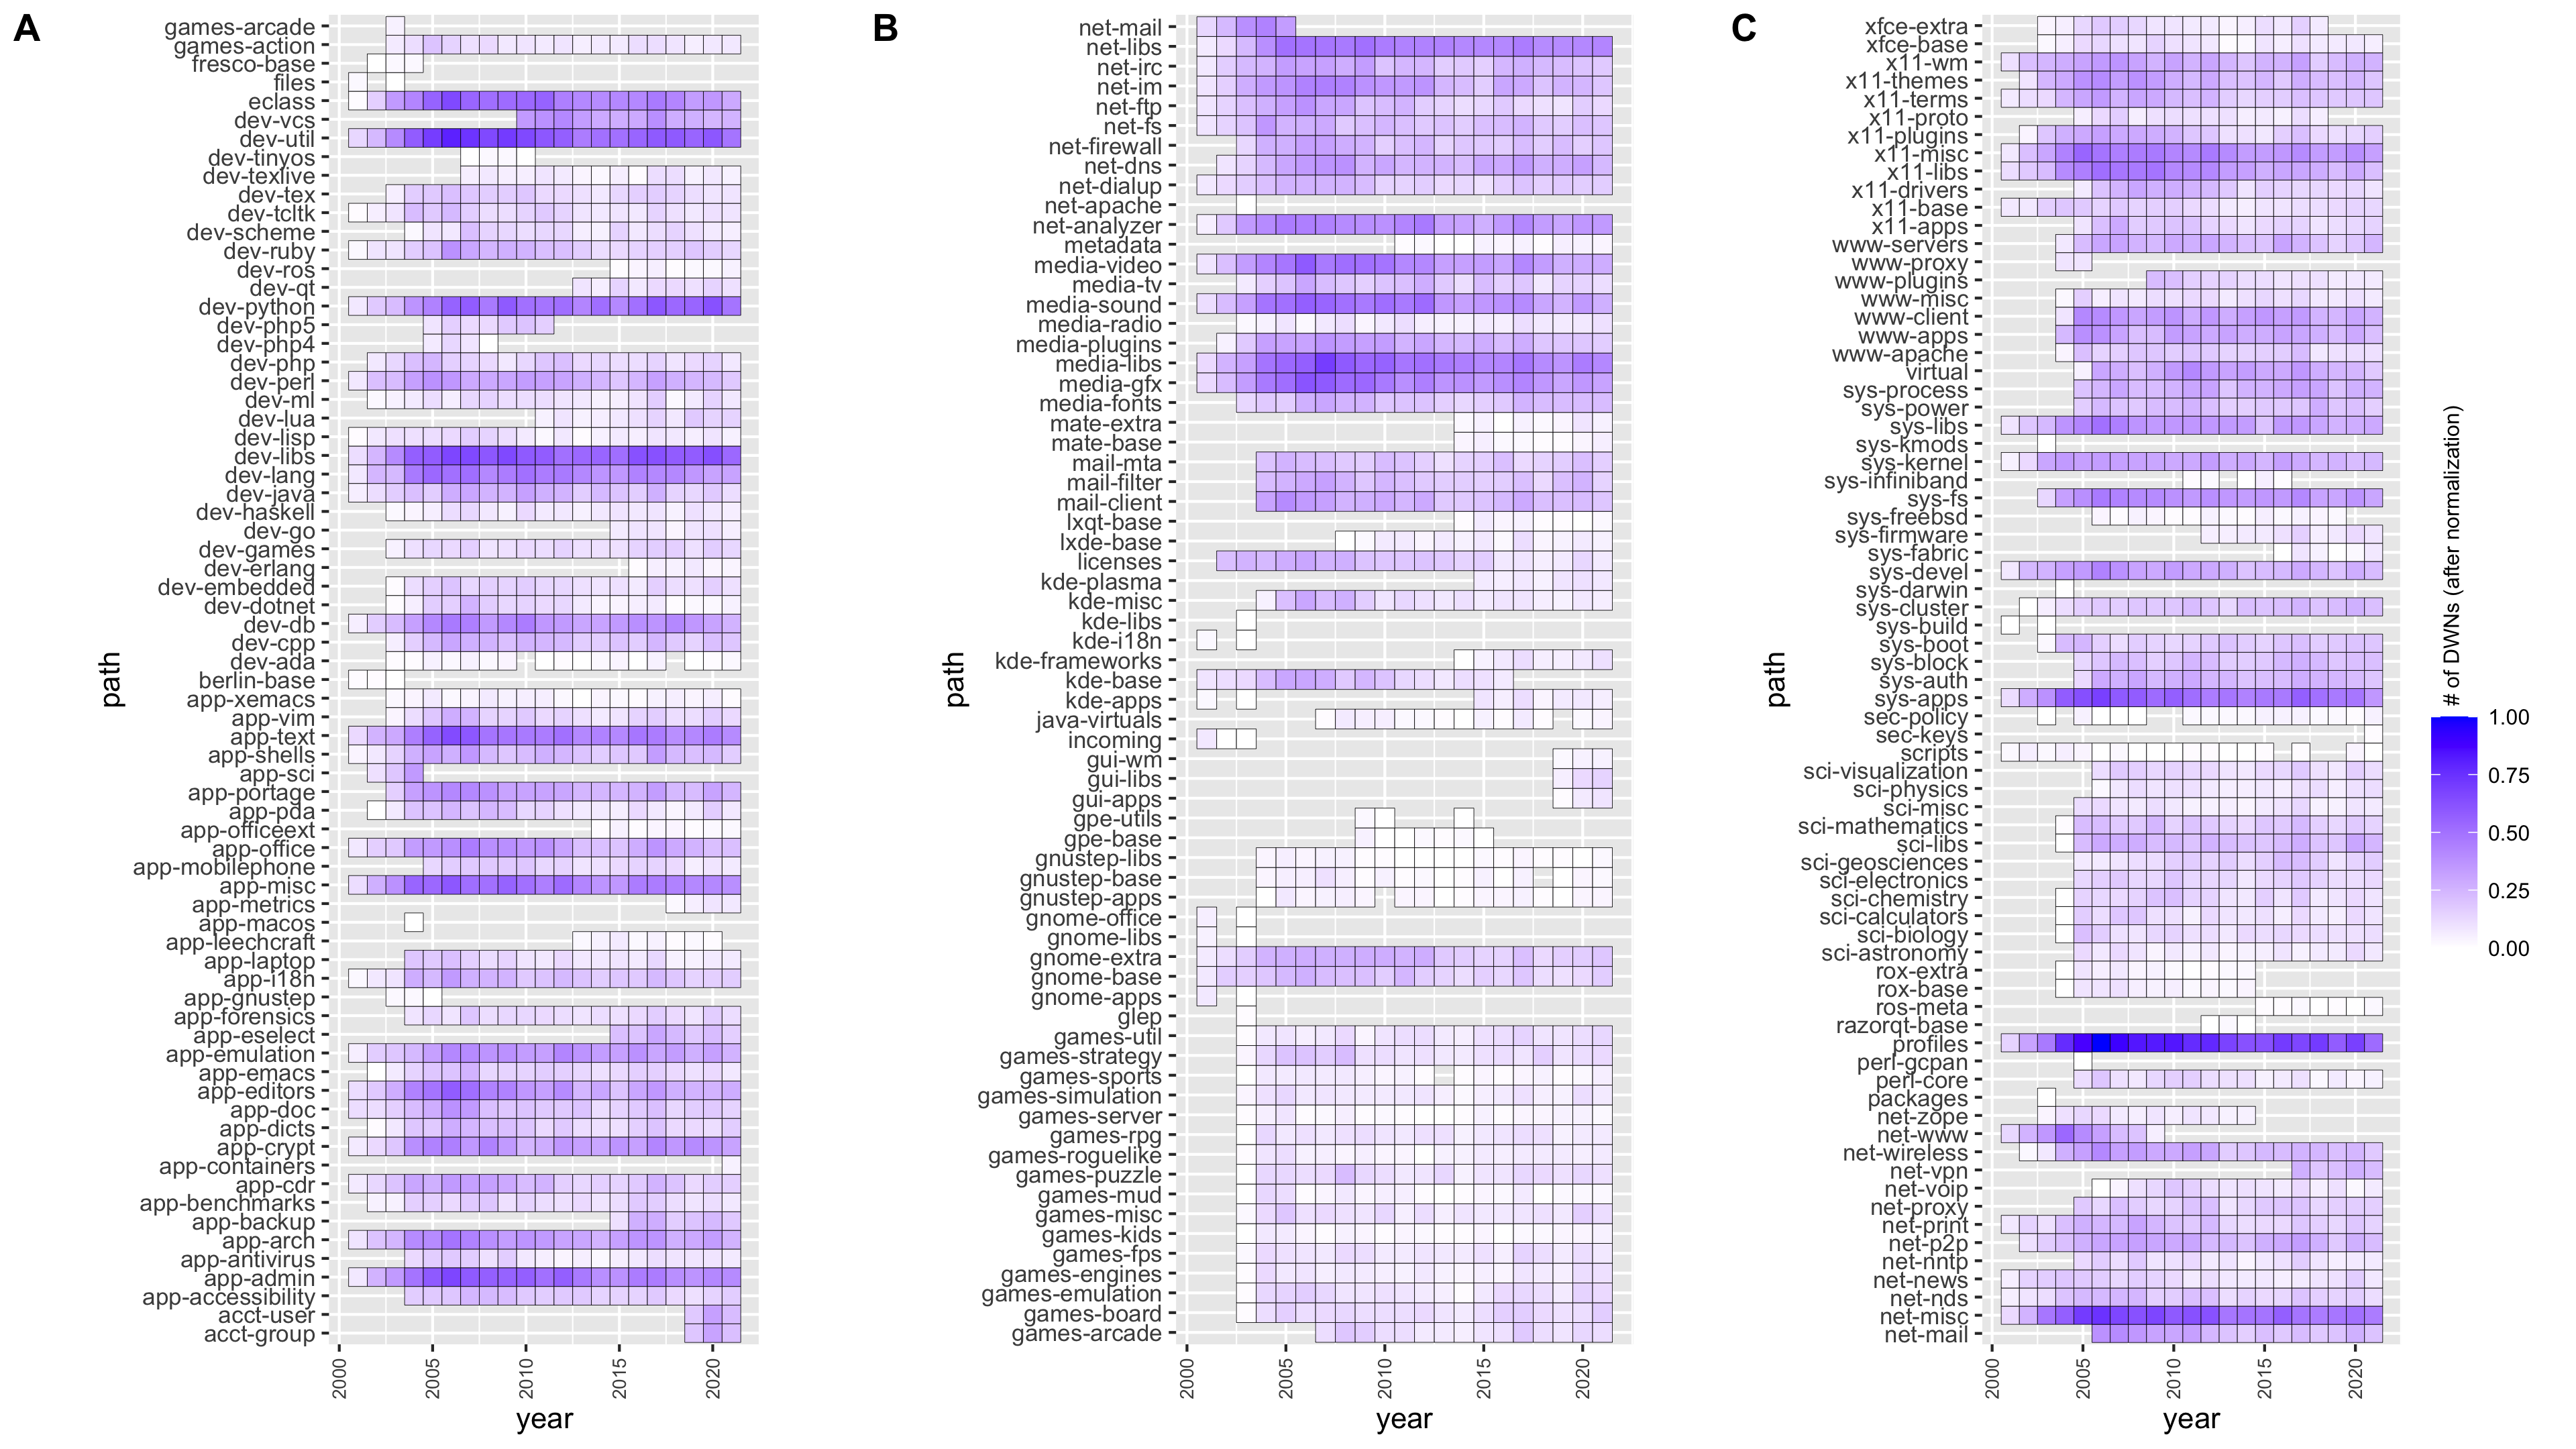 A
games-arcade
games-action
fresco-base
files
eclass
dev-vcs
dev-util
dev-tinyos
dev-texlive
dev-tex
dev-tcltk
dev-scheme
dev-ruby
dev-ros
dev-qt
dev-python
dev-php5
dev-php4
dev-php
dev-perl
dev-ml
dev-lua
dev-lisp
dev-libs
dev-lang
dev-java
dev-haskell
dev-go
dev-games
dev-erlang
dev-embedded
dev-dotnet
dev-db
dev-cpp
dev-ada
berlin-base
app-xemacs
app-vim
app-text
app-shells
app-sci
app-portage
app-pda
app-officeext
app-office
app-mobilephone
app-misc
app-metrics
app-macos
app-leechcraft
app-laptop
app-i18n
app-gnustep
app-forensics
app-eselect
app-emulation
app-emacs
app-editors
app-doc
app-dicts
app-crypt
app-containers
app-cdr
app-benchmarks
app-backup
app-arch
app-antivirus
app-admin
app-accessibility
acct-user
acct-group
path
2000 2005 2010 2015 2020
year
B
net-mail
net-libs
net-irc
net-im
net-ftp
net-fs
net-firewall
net-dns
net-dialup
net-apache
net-analyzer
metadata
media-video
media-tv
media-sound
media-radio
media-plugins
media-libs
media-gfx
media-fonts
mate-extra
mate-base
mail-mta
mail-filter
mail-client
lxqt-base
lxde-base
licenses
kde-plasma
kde-misc
kde-libs
kde-i18n
kde-frameworks
kde-base
kde-apps
java-virtuals
incoming
gui-wm
gui-libs
gui-apps
gpe-utils
gpe-base
gnustep-libs
gnustep-base
gnustep-apps
gnome-office
gnome-libs
gnome-extra
gnome-base
gnome-apps
glep
games-util
games-strategy
games-sports
games-simulation
games-server
games-rpg
games-roguelike
games-puzzle
games-mud
games-misc
games-kids
games-fps
games-engines
games-emulation
games-board
games-arcade
path
2000 2005 2010 2015 2020
year
C
xfce-extra
xfce-base
x11-wm
x11-themes
x11-terms
x11-proto
x11-plugins
x11-misc
x11-libs
x11-drivers
x11-base
x11-apps
www-servers
www-proxy
www-plugins
www-misc
www-client
www-apps
www-apache
virtual
sys-process
sys-power
sys-libs
sys-kmods
sys-kernel
sys-infiniband
sys-fs
sys-freebsd
sys-firmware
sys-fabric
sys-devel
sys-darwin
sys-cluster
sys-build
sys-boot
sys-block
sys-auth
sys-apps
sec-policy
sec-keys
scripts
sci-visualization
sci-physics
sci-misc
sci-mathematics
sci-libs
sci-geosciences
sci-electronics
sci-chemistry
sci-calculators
sci-biology
sci-astronomy
rox-extra
rox-base
ros-meta
razorqt-base
profiles
perl-gcpan
perl-core
packages
net-zope
net-www
net-wireless
net-vpn
net-voip
net-proxy
net-print
net-p2p
net-nntp
net-news
net-nds
net-misc
net-mail
path
2000 2005 2010 2015 2020
year
# of DWNs (after normalization)
1.00
0.75
0.50
0.25
0.00